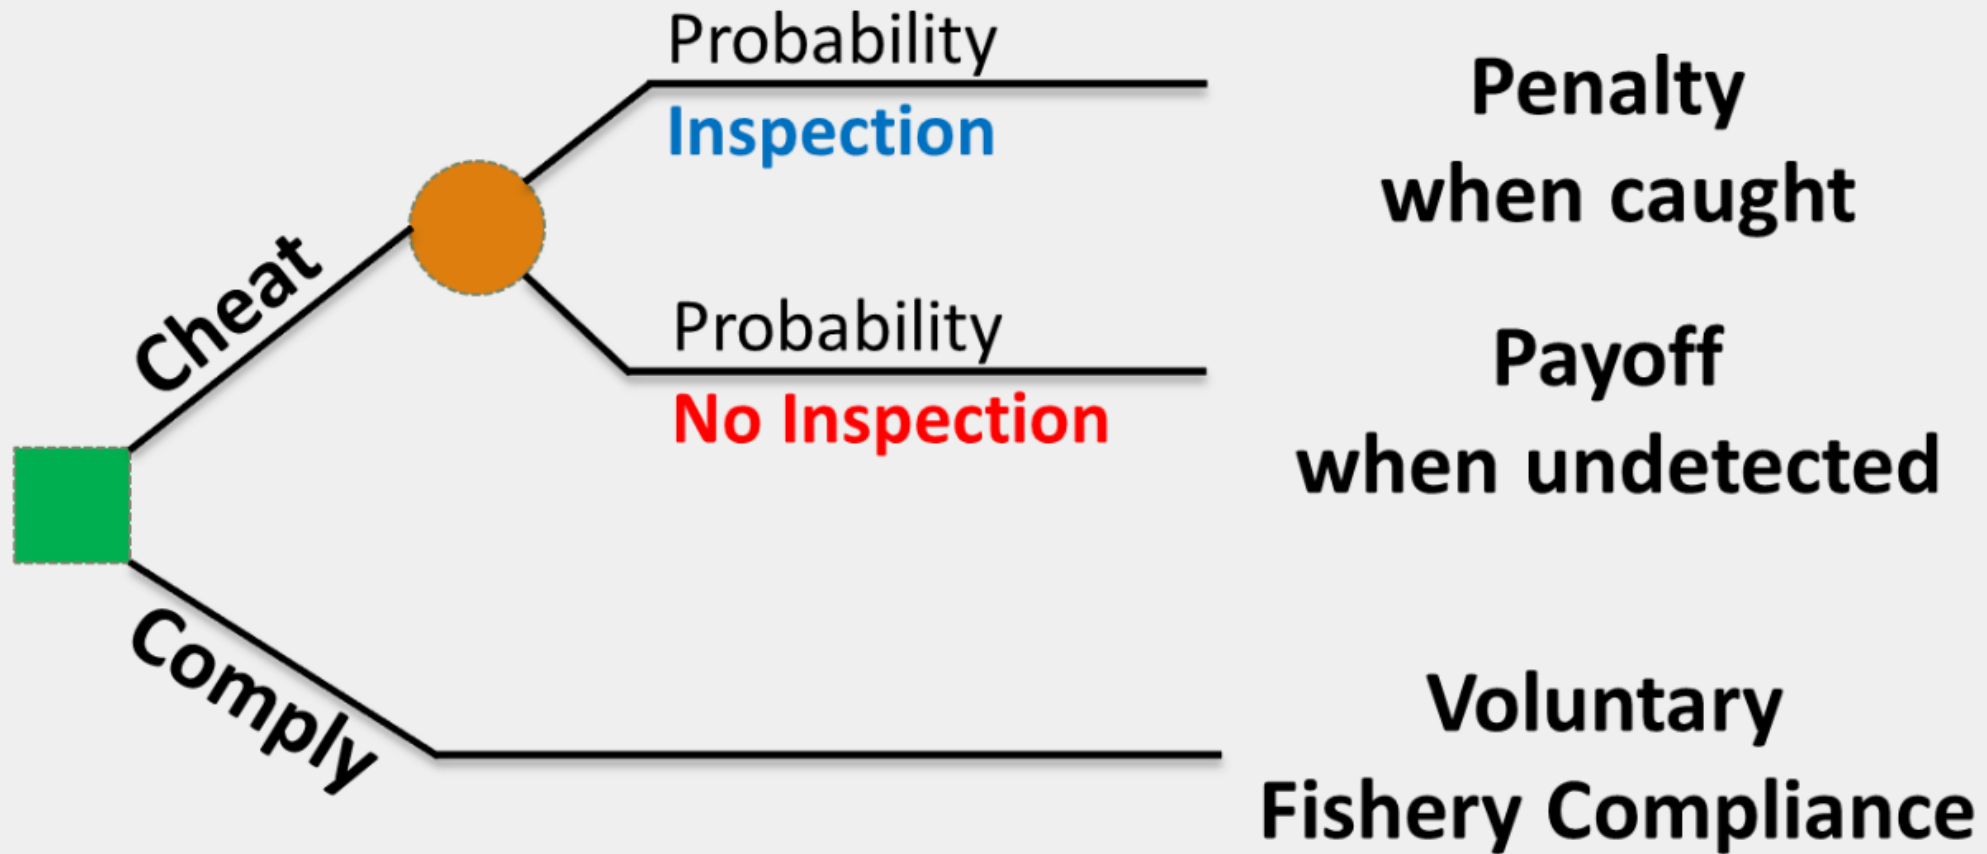 Probability
Inspection
Penalty
when caught
Cheat
Probability
No Inspection
Payoff
when undetected
Comply
Voluntary
Fishery Compliance